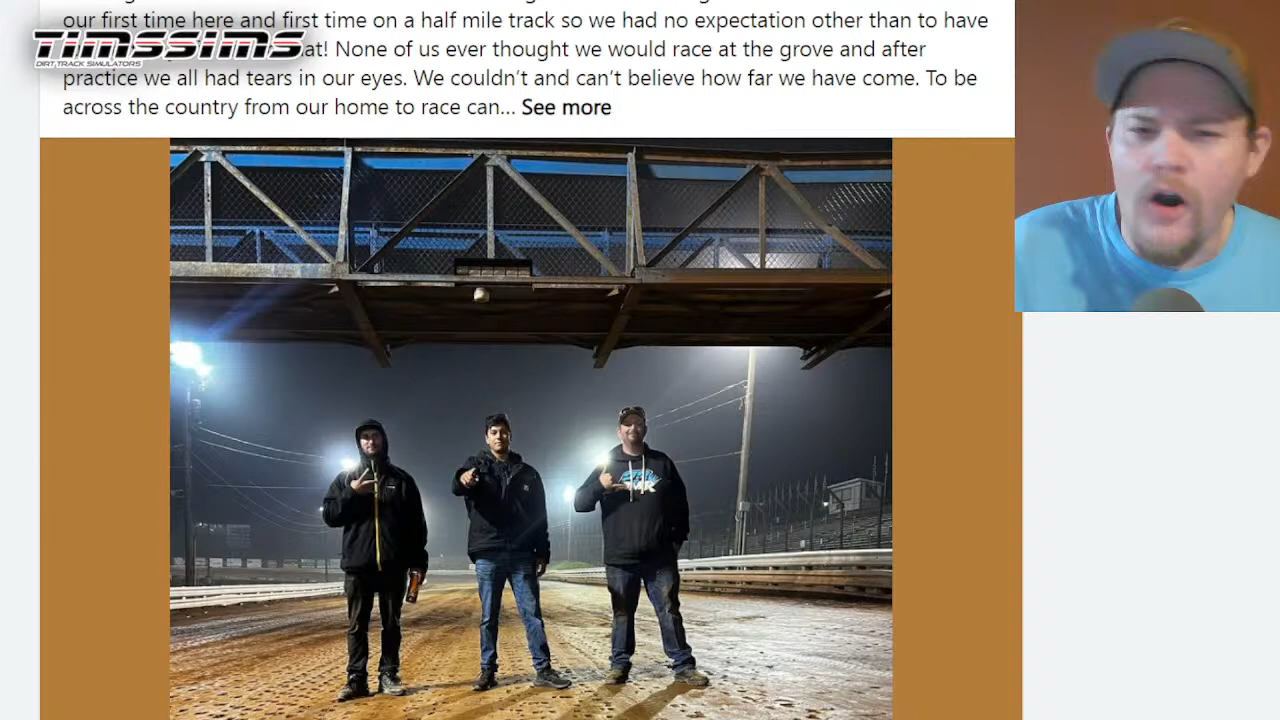 our first time here and first time on a half mile track so we had no expectation other than to have
TIMSSIMS
DIRT TRACK SIMULATORS
at! None of us ever thought we would race at the grove and after
practice we all had tears in our eyes. We couldn't and can't believe how far we have come. To be
across the country from our home to race can... See more